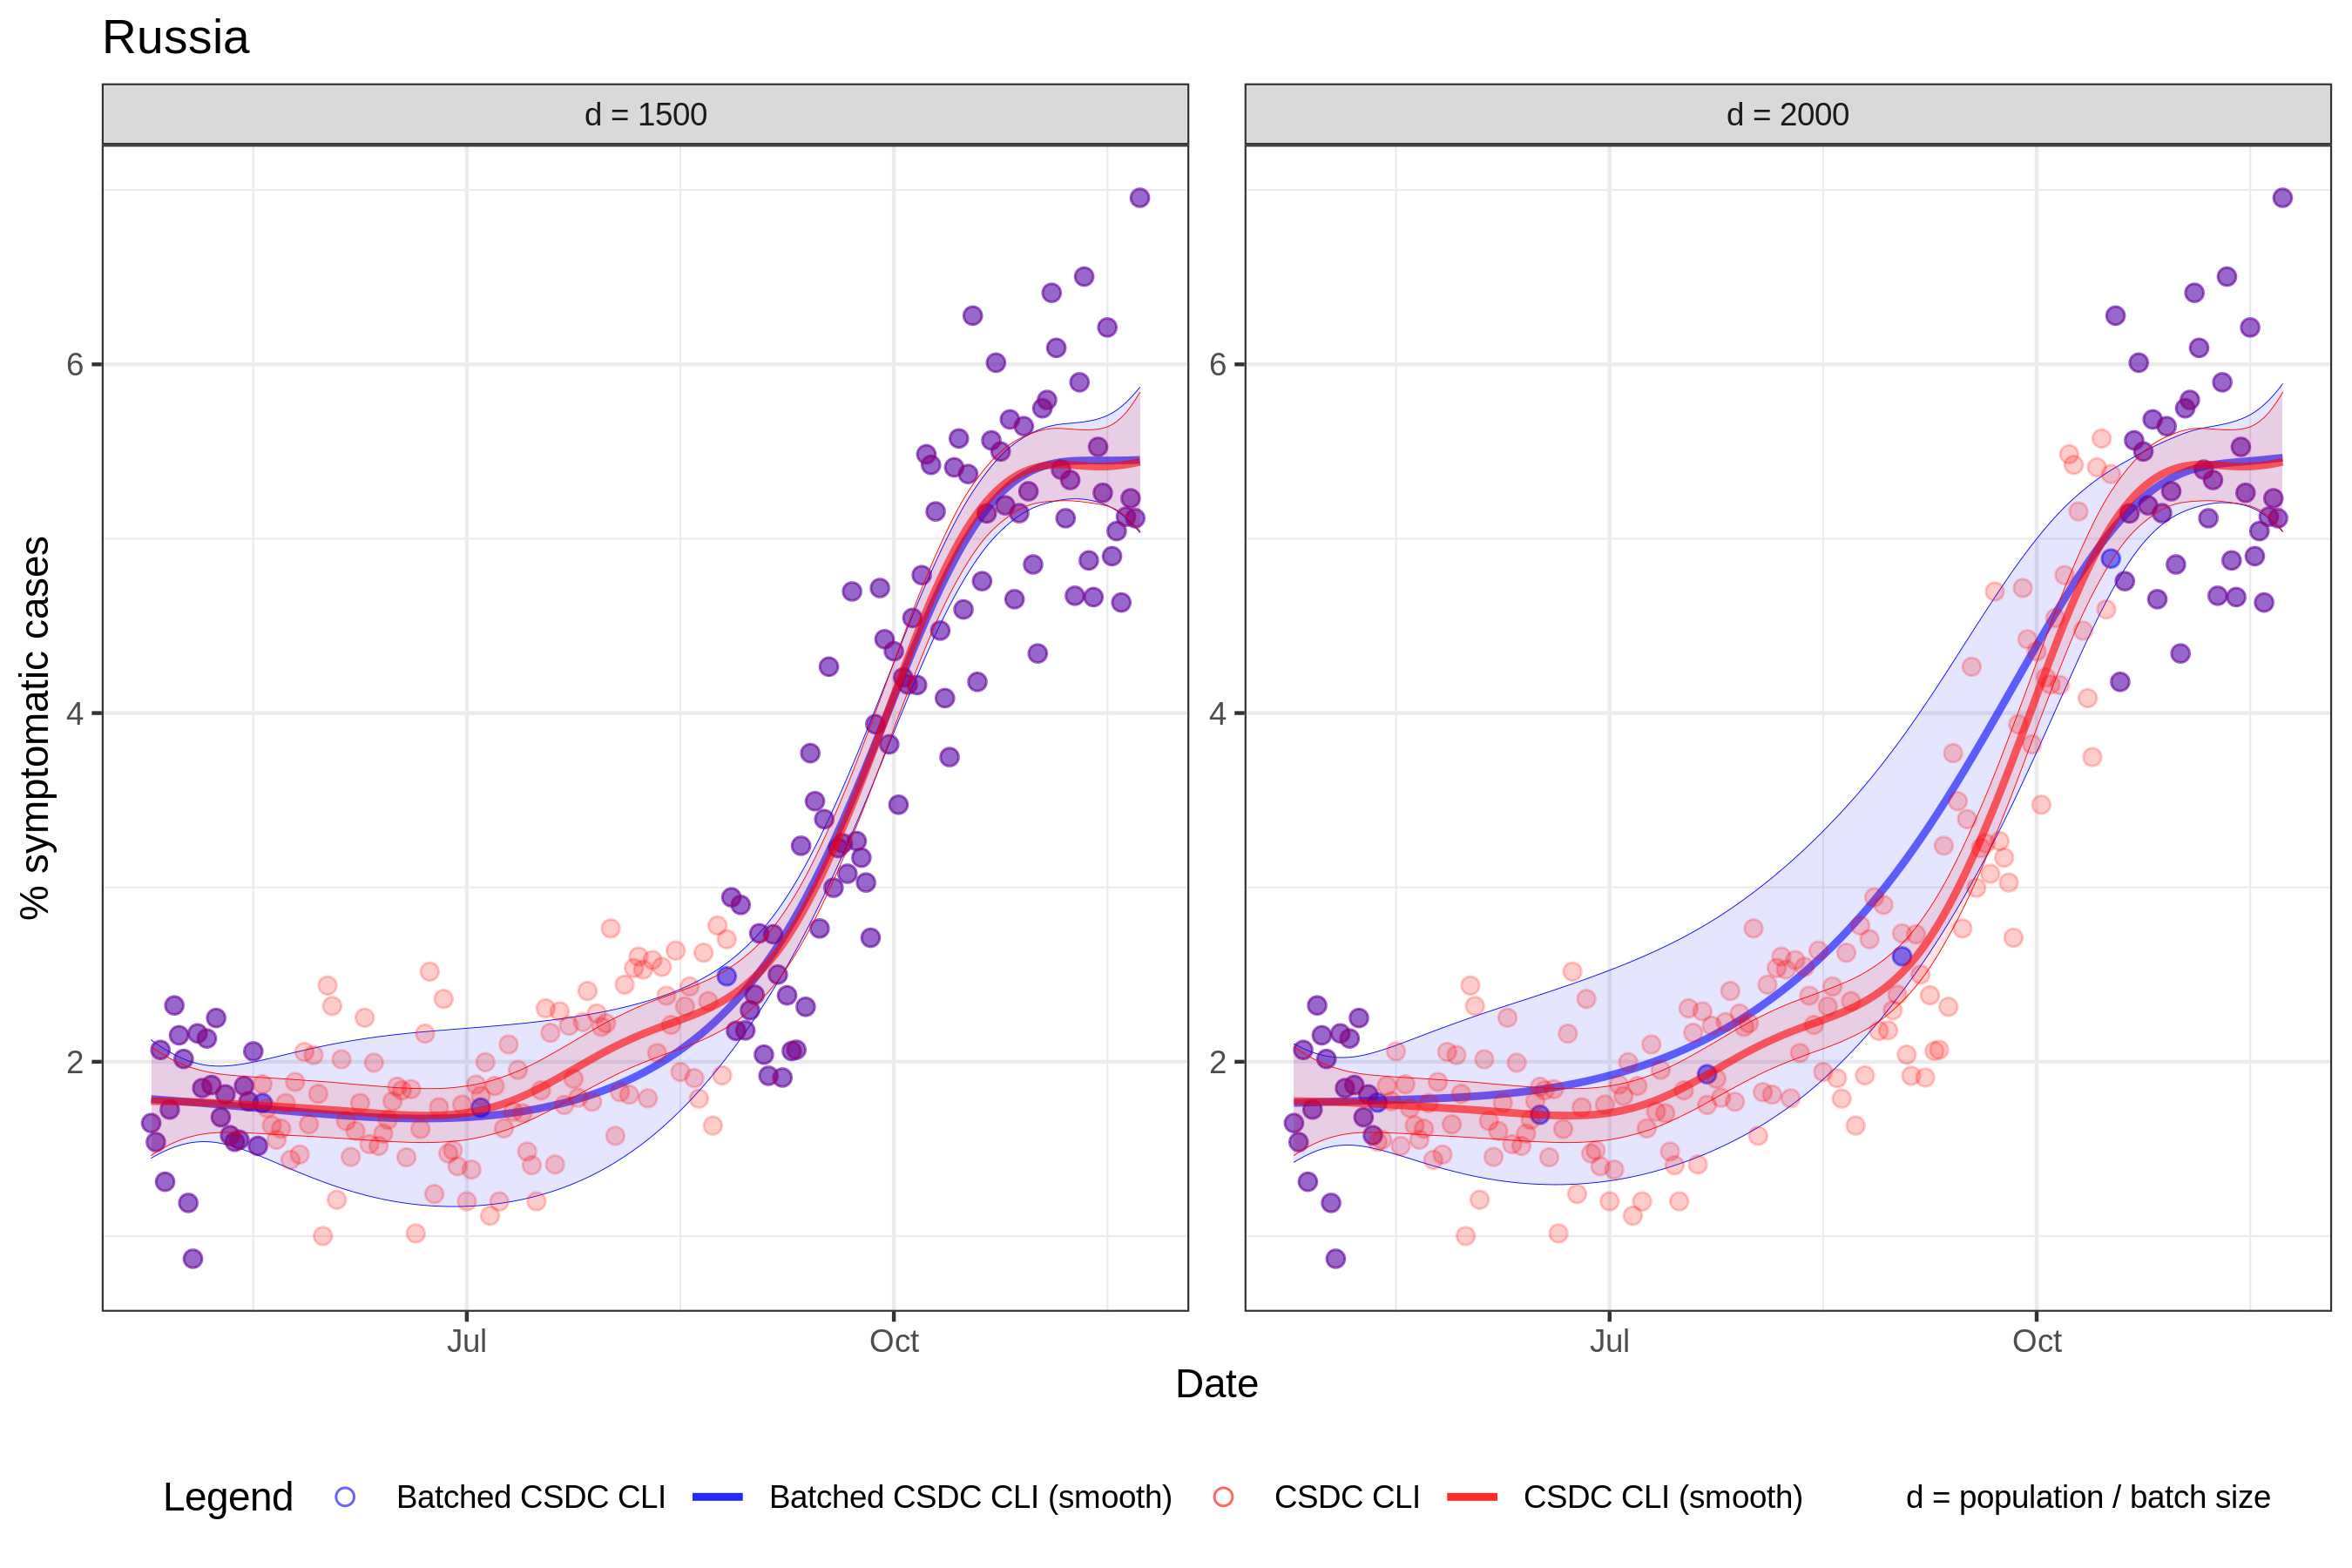 Russia
d = 1500
d = 2000
% symptomatic cases
6
4
2
6
4
2
Jul
Oct
Jul
Oct
Date
Legend
Batched CSDC CLI
Batched CSDC CLI (smooth)
CSDC CLI
CSDC CLI (smooth)
d = population / batch size